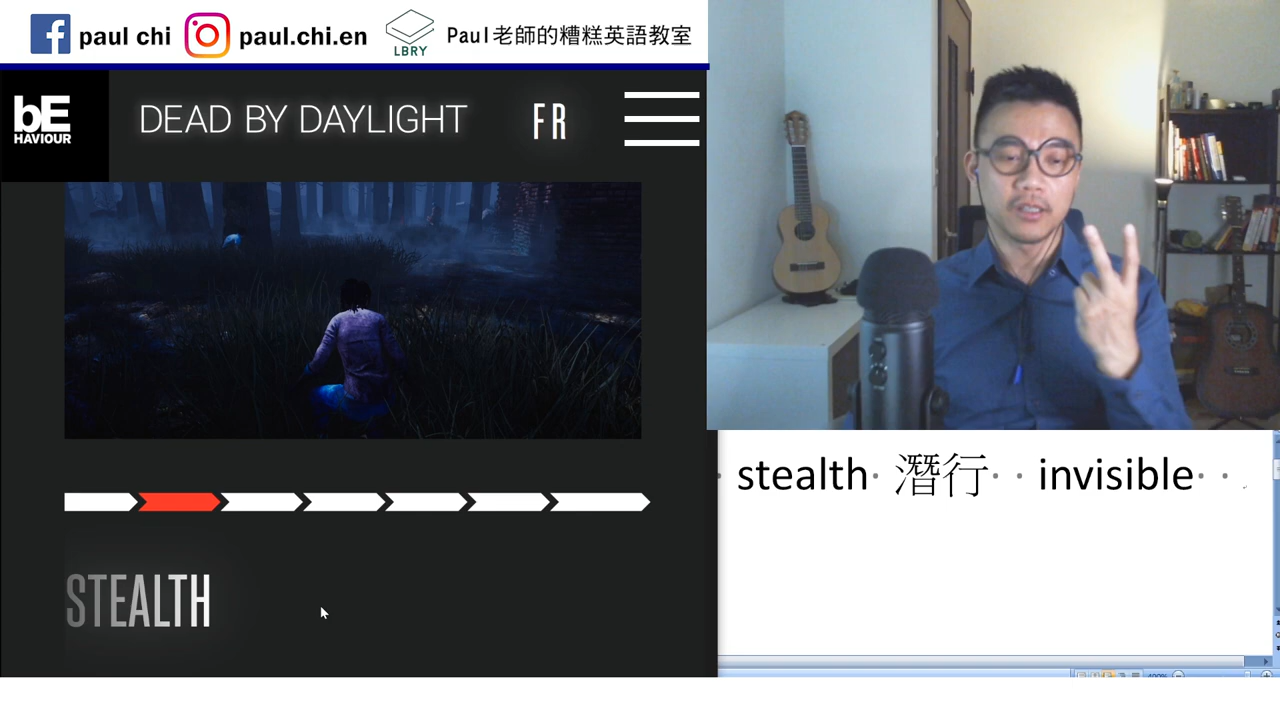 paul chi paul.chi.en LBRY Paul老師的糟糕英語教室
bE
HAVIOUR
DEAD BY DAYLIGHT FR
stealth 潛行 invisible
STEALTH